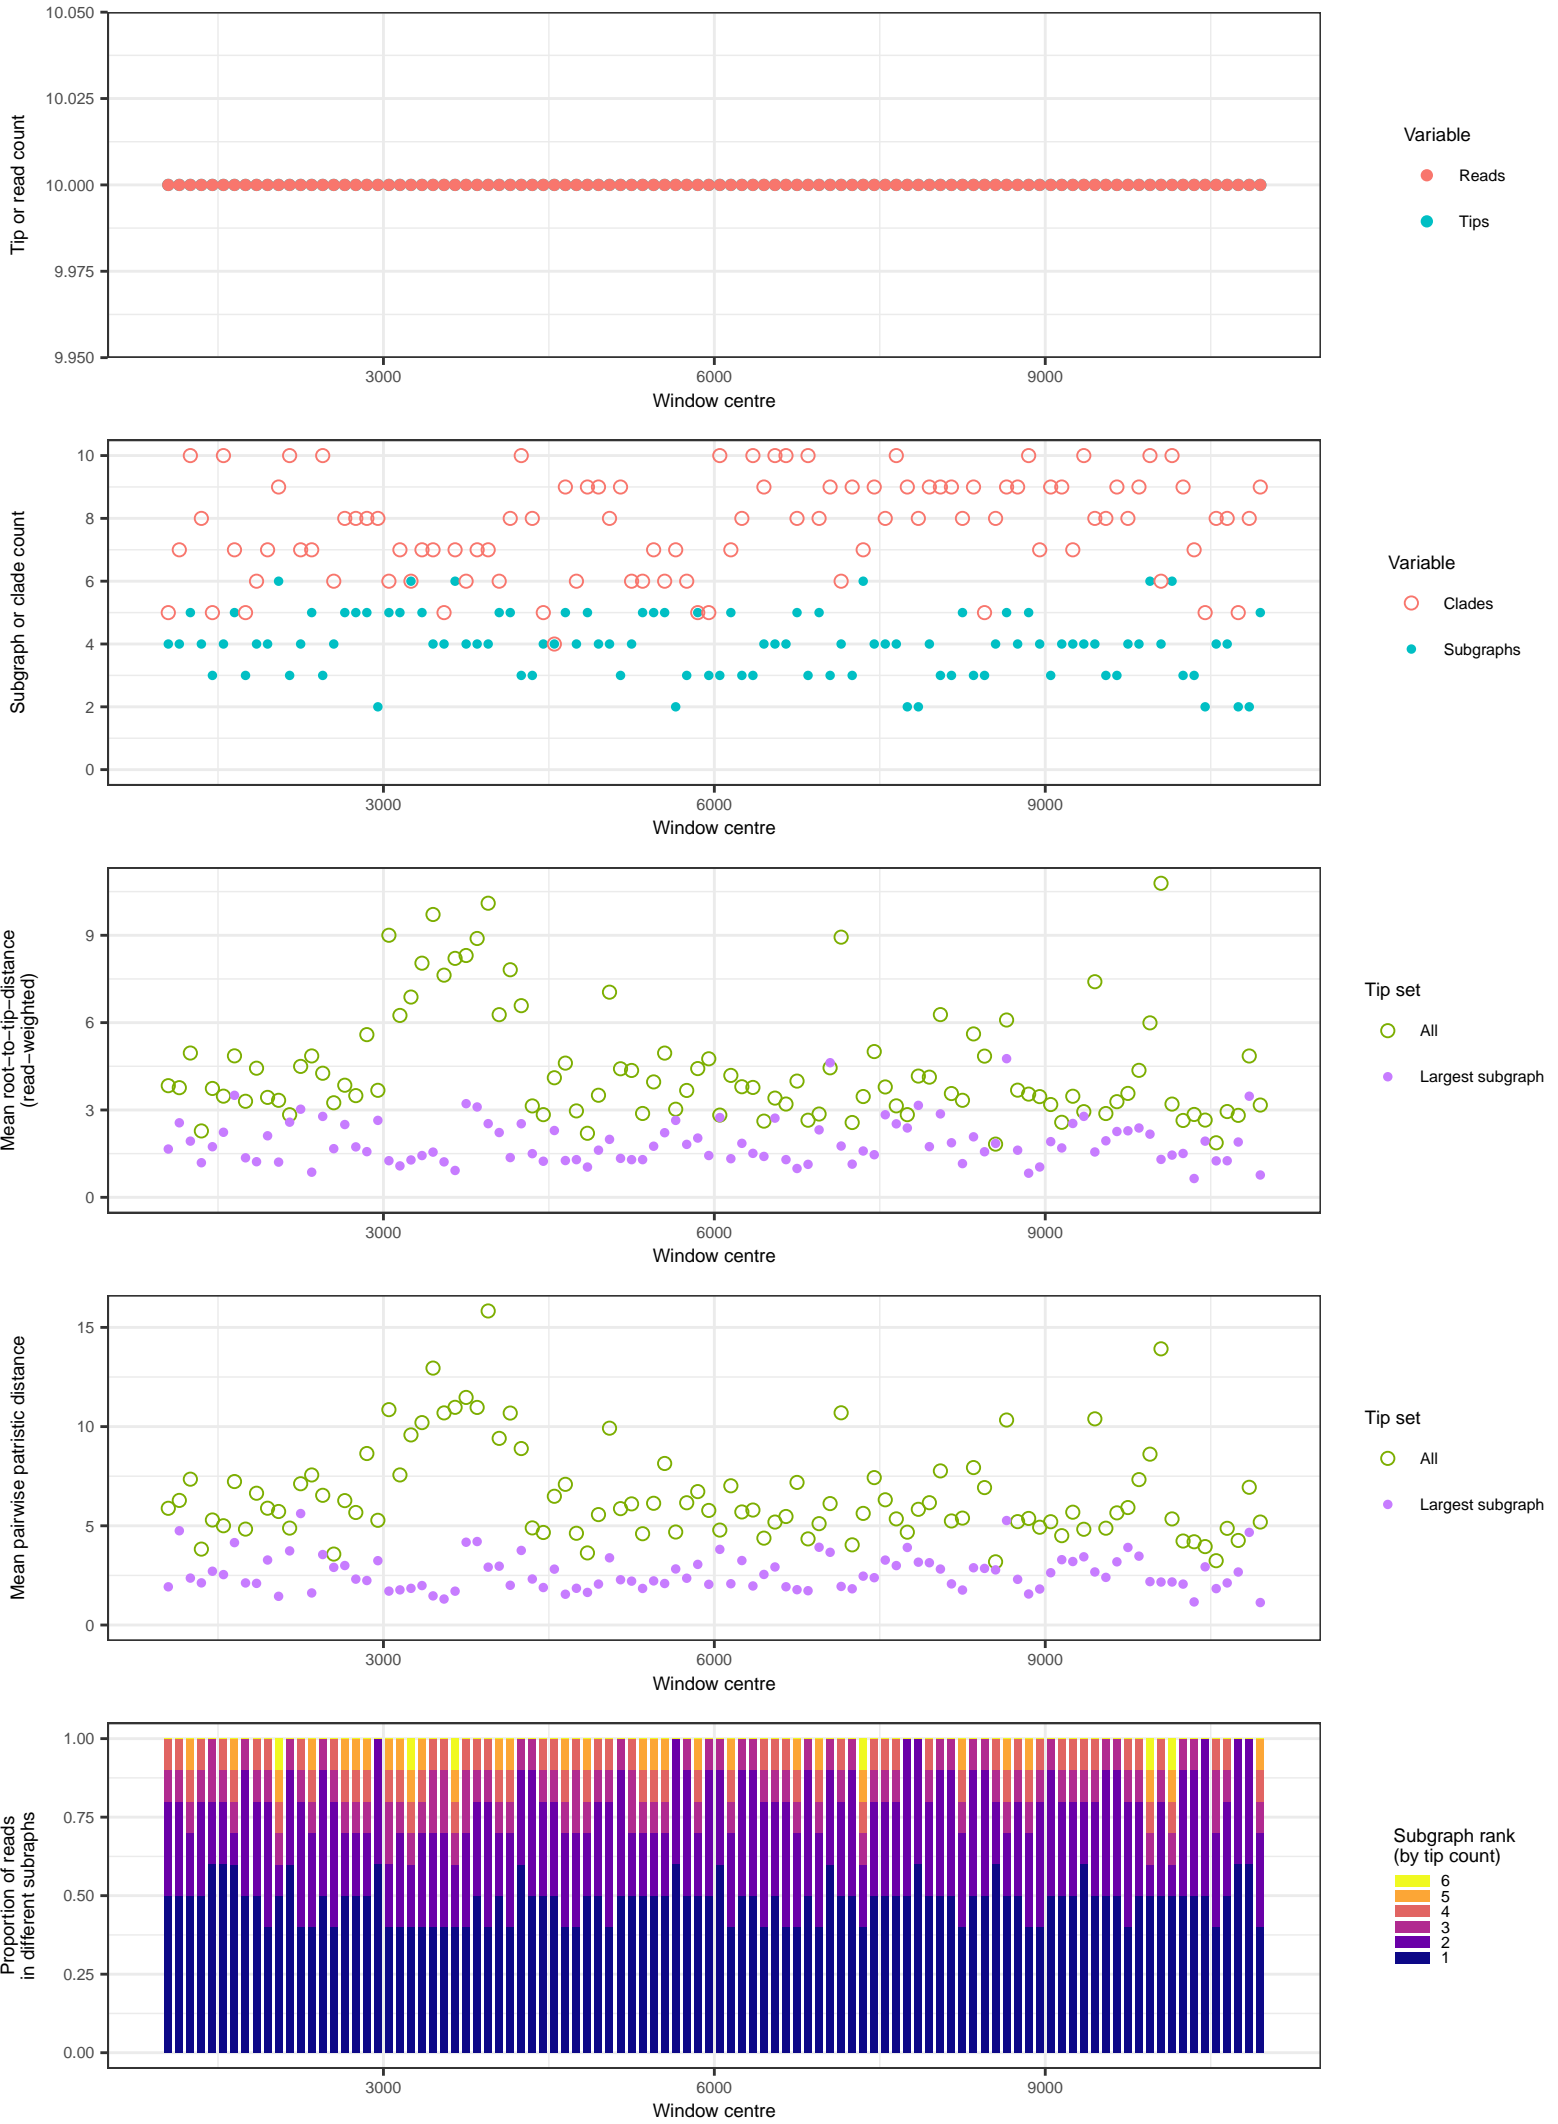 10.050
10.025
10.000
9.975
9.950
Tip or read count
3000 6000 9000
Window centre
Variable
Reads
Tips
10
8
6
4
2
0
Subgraph or clade count
3000 6000 9000
Window centre
Variable
Clades
Subgraphs
9
6
3
0
Mean root−to−tip−distance
(read−weighted)
3000 6000 9000
Window centre
Tip set
All
Largest subgraph
15
10
5
0
Mean pairwise patristic distance
3000 6000 9000
Window centre
Tip set
All
Largest subgraph
1.00
0.75
0.50
0.25
0.00
Proportion of reads
in different subraphs
3000 6000 9000
Window centre
Subgraph rank
(by tip count)
6
5
4
3
2
1